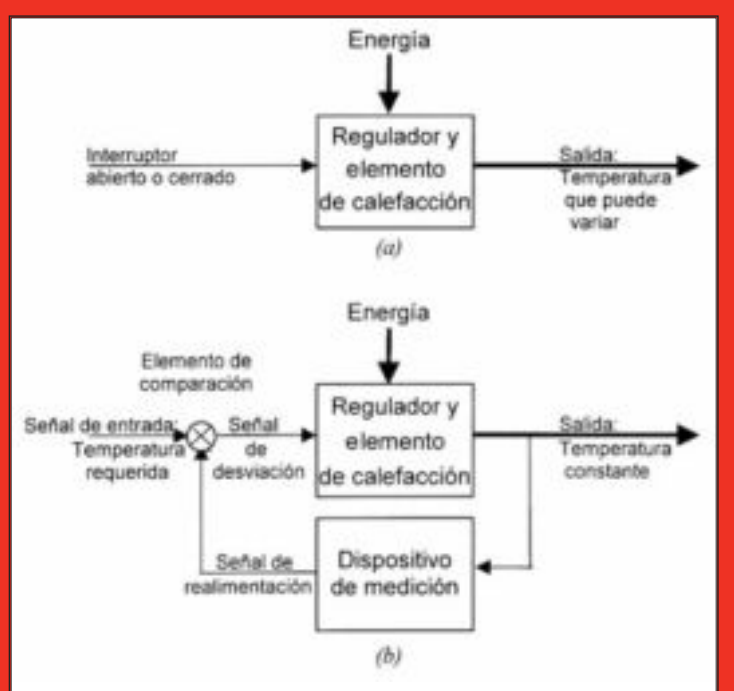 Energía
Regulador y
elemento
de calefacción
Interruptor
abierto o cerrado
Salida:
Temperatura
que puede
variar
(a)
Energía
Elemento de
comparación
Regulador y
elemento
de calefacción
Señal de entrada:
Temperatura
requerida
Señal
de
desviación
Salida:
Temperatura
constante
Señal de
realimentación
Dispositivo
de medición
(b)